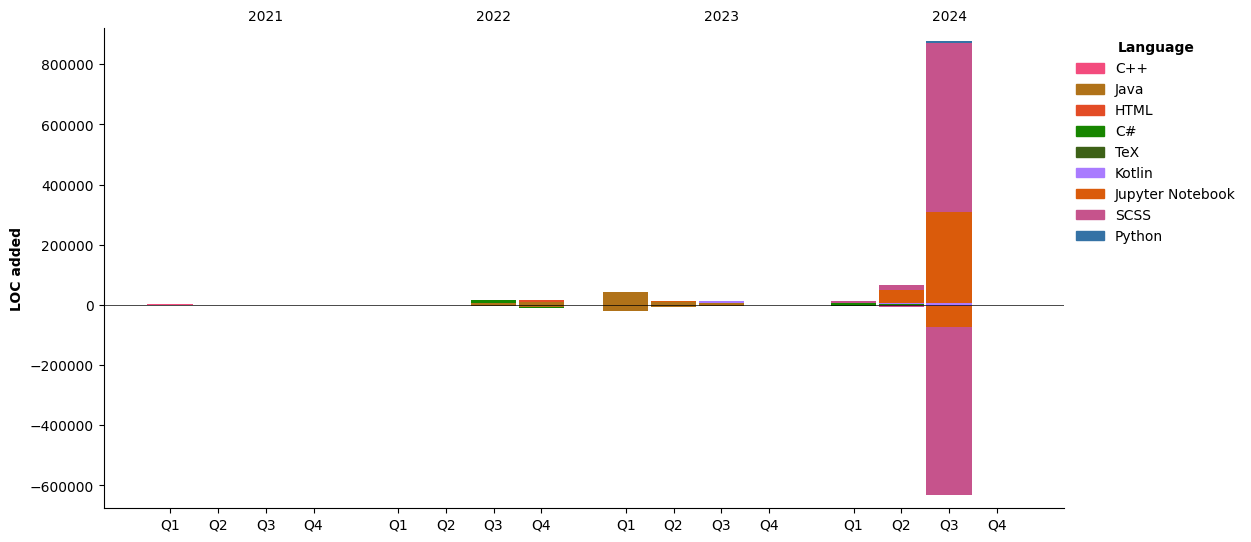 2021 2022 2023 2024
Language
C++
Java
HTML
C#
TeX
Kotlin
Jupyter Notebook
SCSS
Python
LOC added
800000
600000
400000
200000
0
−200000
−400000
−600000
Q1 Q2 Q3 Q4 Q1 Q2 Q3 Q4 Q1 Q2 Q3 Q4 Q1 Q2 Q3 Q4